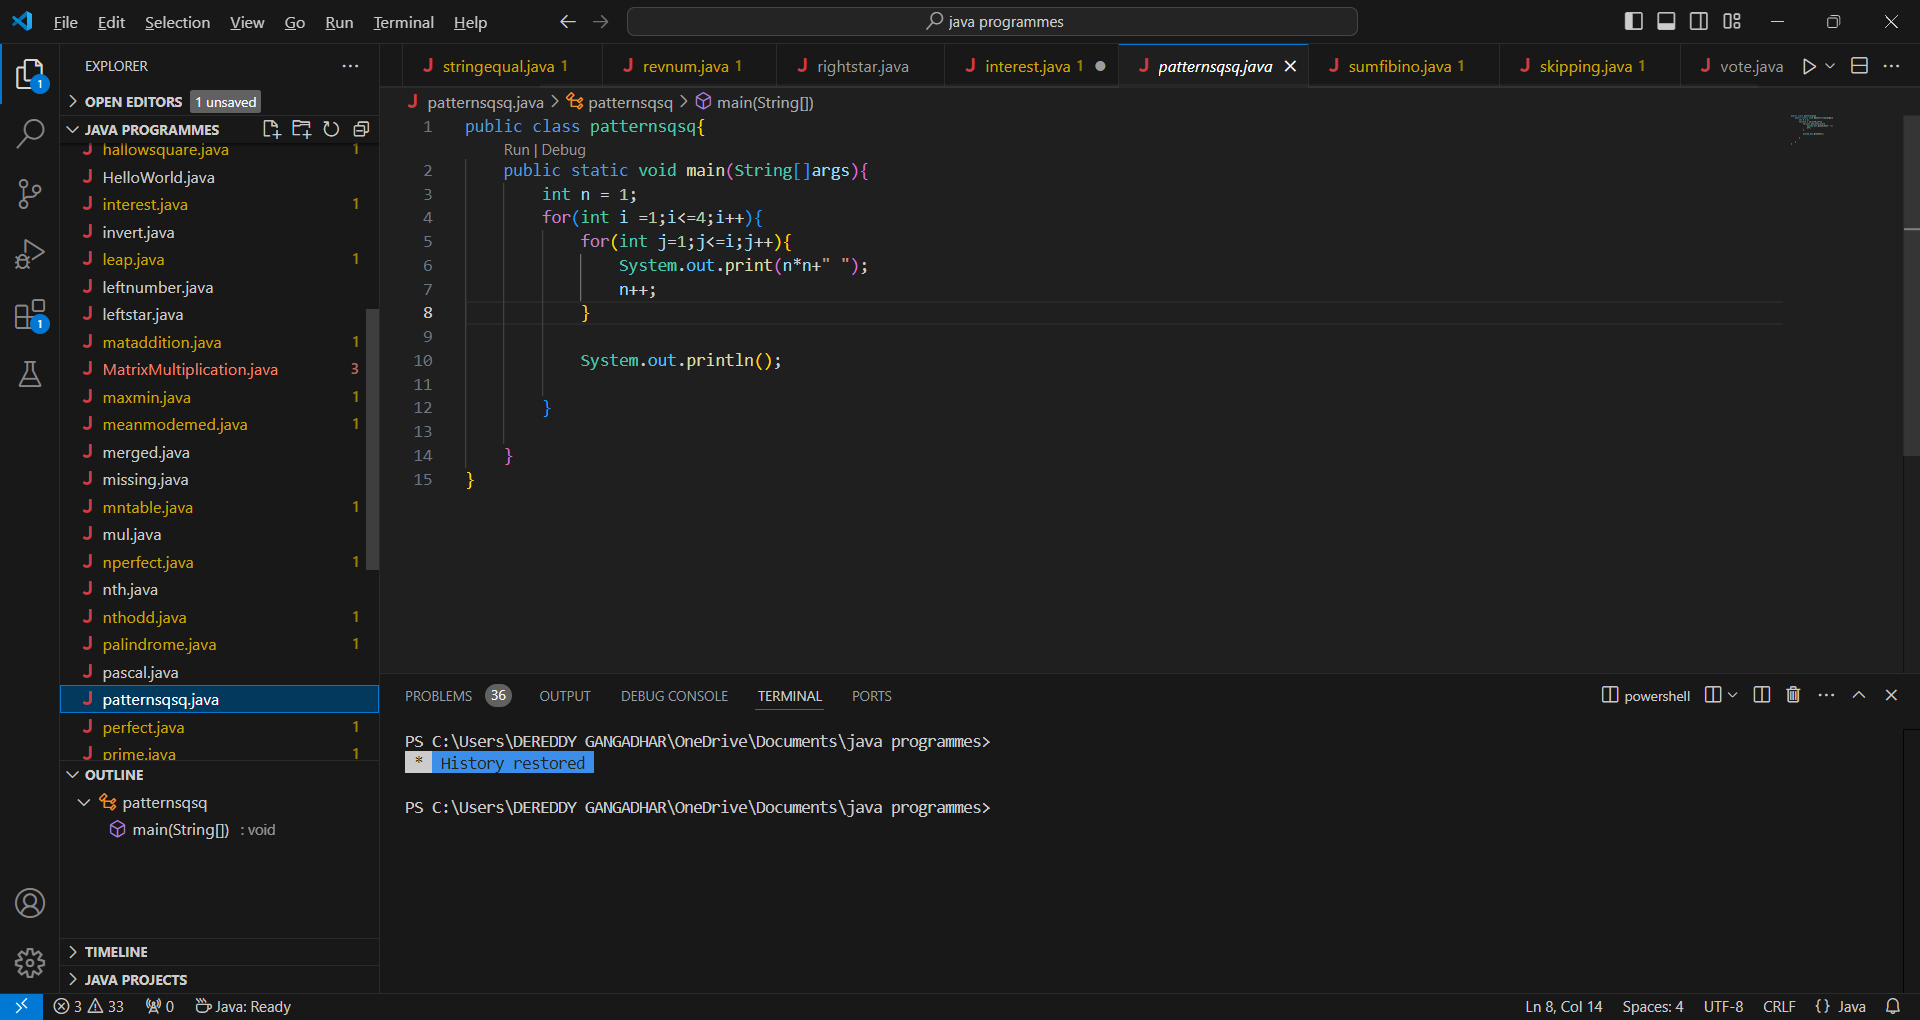 File Edit Selection View Go Run Terminal Help
java programmes
EXPLORER
OPEN EDITORS 1 unsaved
JAVA PROGRAMMES
hallowsquare.java 1
HelloWorld.java
interest.java 1
invert.java
leap.java 1
leftnumber.java
leftstar.java
mataddition.java 1
MatrixMultiplication.java 3
maxmin.java 1
meanmodemed.java 1
merged.java
missing.java
mntable.java 1
mul.java
nperfect.java 1
nth.java
nthodd.java 1
palindrome.java 1
pascal.java
patternsqsq.java
perfect.java 1
prime.java 1
OUTLINE
patternsqsq
main(String[]) : void
TIMELINE
JAVA PROJECTS
1
1
stringequal.java 1 revnum.java 1 rightstar.java interest.java 1 patternsqsq.java sumfibino.java 1 skipping.java 1 vote.java
patternsqsq.java > patternsqsq > main(String[])
1 public class patternsqsq{
Run | Debug
2 public static void main(String[]args){
3 int n = 1;
4 for(int i =1;i<=4;i++){
5 for(int j=1;j<=i;j++){
6 System.out.print(n*n+" ");
7 n++;
8 }
9
10 System.out.println();
11
12 }
13
14 }
15 }
PROBLEMS 36 OUTPUT DEBUG CONSOLE TERMINAL PORTS
powershell
PS C:\Users\DEREDDY GANGADHAR\OneDrive\Documents\java programmes>
* History restored
PS C:\Users\DEREDDY GANGADHAR\OneDrive\Documents\java programmes>
3 33 0 Java: Ready
Ln 8, Col 14 Spaces: 4 UTF-8 CRLF {} Java